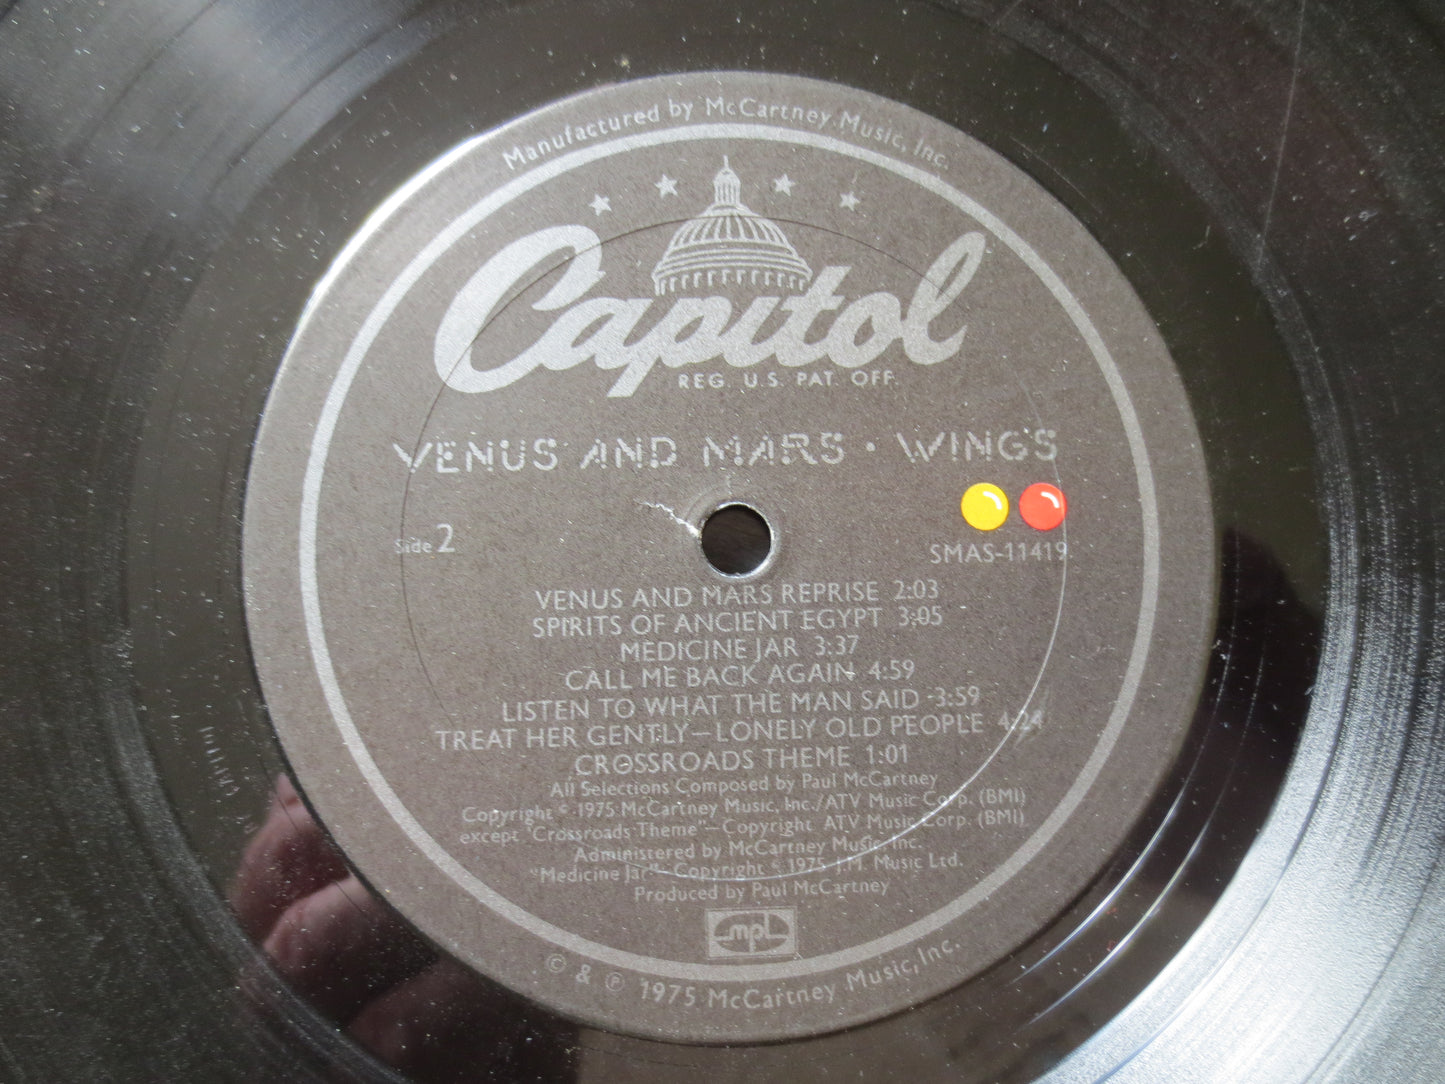 Manufactured by McCartney Music, Inc.
Capitol
REG. U.S. PAT. OFF.
VENUS AND MARS · WINGS
Side 2
SMAS-11419
VENUS AND MARS REPRISE 2:03
SPIRITS OF ANCIENT EGYPT 3:05
MEDICINE JAR 3:37
CALL ME BACK AGAIN 4:59
LISTEN TO WHAT THE MAN SAID 3:59
TREAT HER GENTLY—LONELY OLD PEOPLE 4:24
CROSSROADS THEME 1:01
All Selections Composed by Paul McCartney
Copyright © 1975 McCartney Music, Inc./ATV Music Corp. (BMI)
except "Crossroads Theme"—Copyright ATV Music Corp. (BMI)
Administered by McCartney Music, Inc.
"Medicine Jar"—Copyright © 1975 J.M. Music Ltd.
Produced by Paul McCartney
mpl
© & ℗ 1975 McCartney Music, Inc.